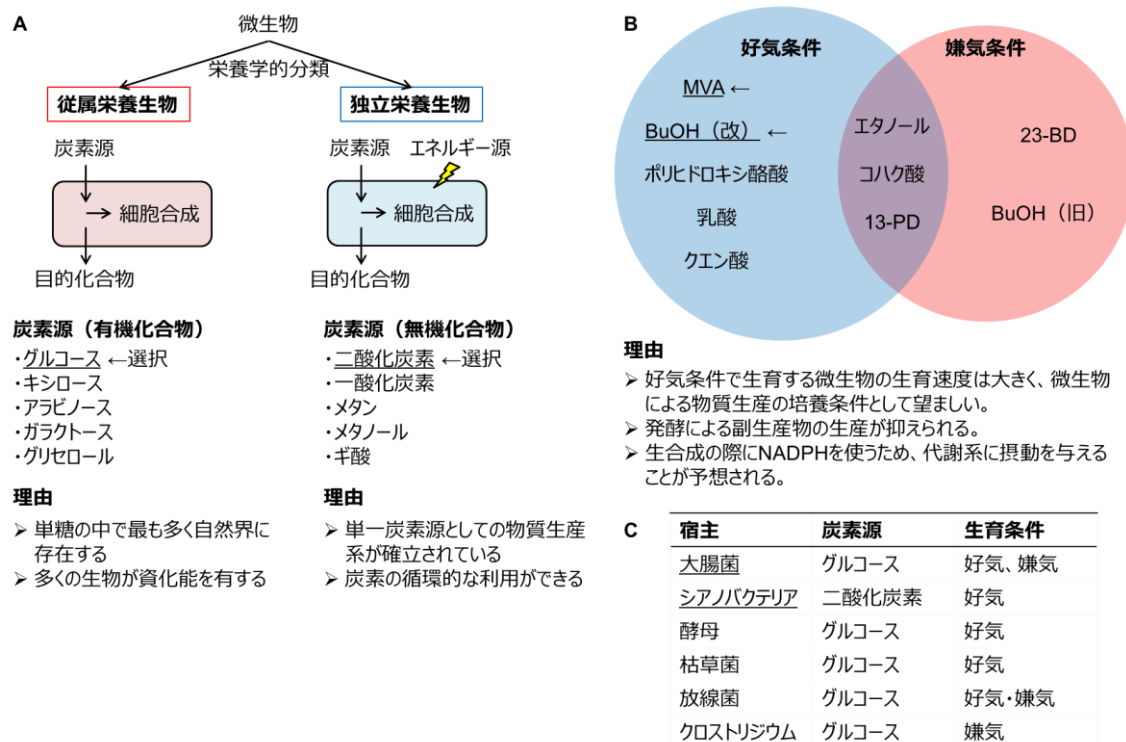 A
微生物
栄養学的分類
従属栄養生物
独立栄養生物
炭素源
細胞合成
目的化合物
炭素源
エネルギー源
細胞合成
目的化合物
炭素源（有機化合物）
・グルコース ←選択
・キシロース
・アラビノース
・ガラクトース
・グリセロール
理由
➢ 単糖の中で最も多く自然界に
存在する
➢ 多くの生物が資化能を有する
炭素源（無機化合物）
・二酸化炭素 ←選択
・一酸化炭素
・メタン
・メタノール
・ギ酸
理由
➢ 単一炭素源としての物質生産
系が確立されている
➢ 炭素の循環的な利用ができる
B
好気条件
嫌気条件
MVA ←
BuOH（改） ←
ポリヒドロキシ酪酸
乳酸
クエン酸
エタノール
コハク酸
13-PD
23-BD
BuOH（旧）
理由
➢ 好気条件で生育する微生物の生育速度は大きく、微生物
による物質生産の培養条件として望ましい。
➢ 発酵による副生産物の生産が抑えられる。
➢ 生合成の際にNADPHを使うため、代謝系に摂動を与える
ことが予想される。
C
宿主 炭素源 生育条件
大腸菌 グルコース 好気、嫌気
シアノバクテリア 二酸化炭素 好気
酵母 グルコース 好気
枯草菌 グルコース 好気
放線菌 グルコース 好気・嫌気
クロストリジウム グルコース 嫌気